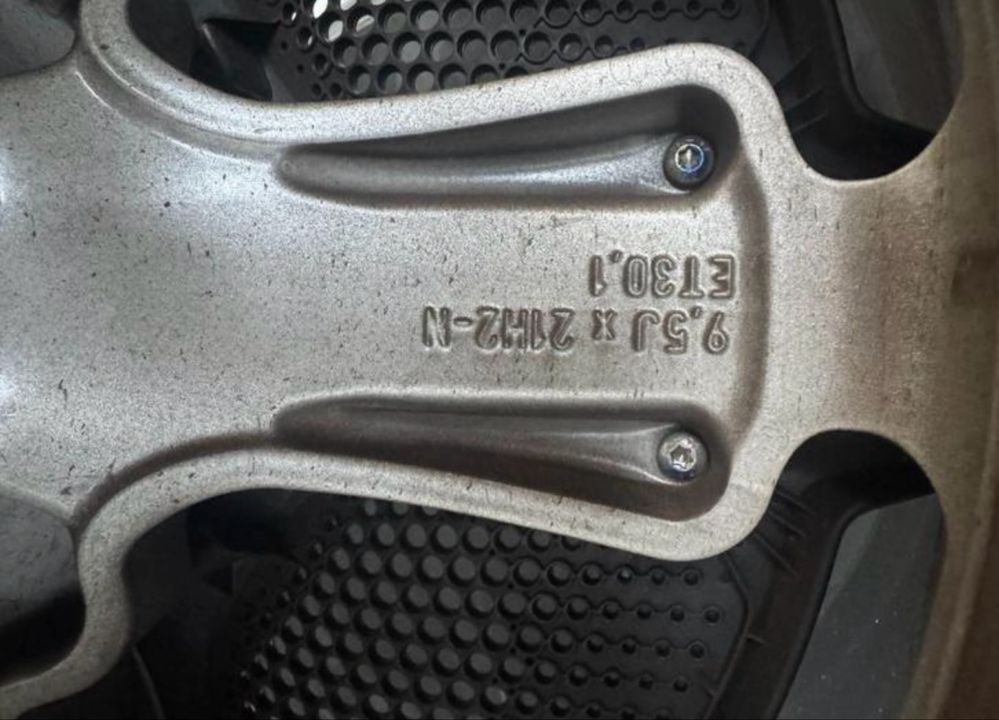 9,5J x 21H2-N
ET30,1